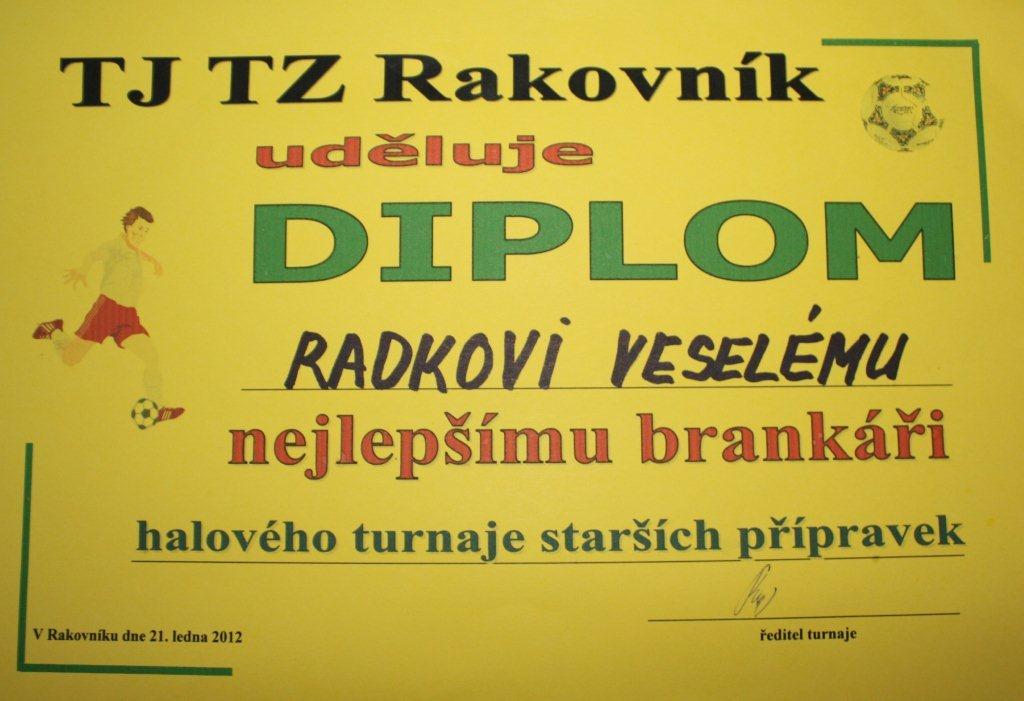 TJ TZ Rakovník
uděluje
DIPLOM
RADKOVi VESELÉMU
nejlepšímu brankáři
halového turnaje starších přípravek
V Rakovníku dne 21. ledna 2012
ředitel turnaje